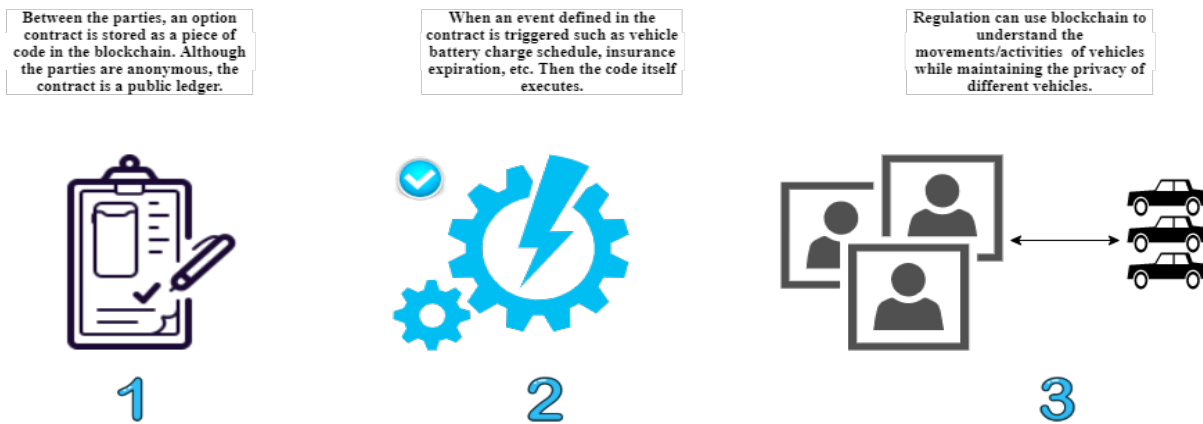 Between the parties, an option
contract is stored as a piece of
code in the blockchain. Although
the parties are anonymous, the
contract is a public ledger.
When an event defined in the
contract is triggered such as vehicle
battery charge schedule, insurance
expiration, etc. Then the code itself
executes.
Regulation can use blockchain to
understand the
movements/activities of vehicles
while maintaining the privacy of
different vehicles.
1
2
3